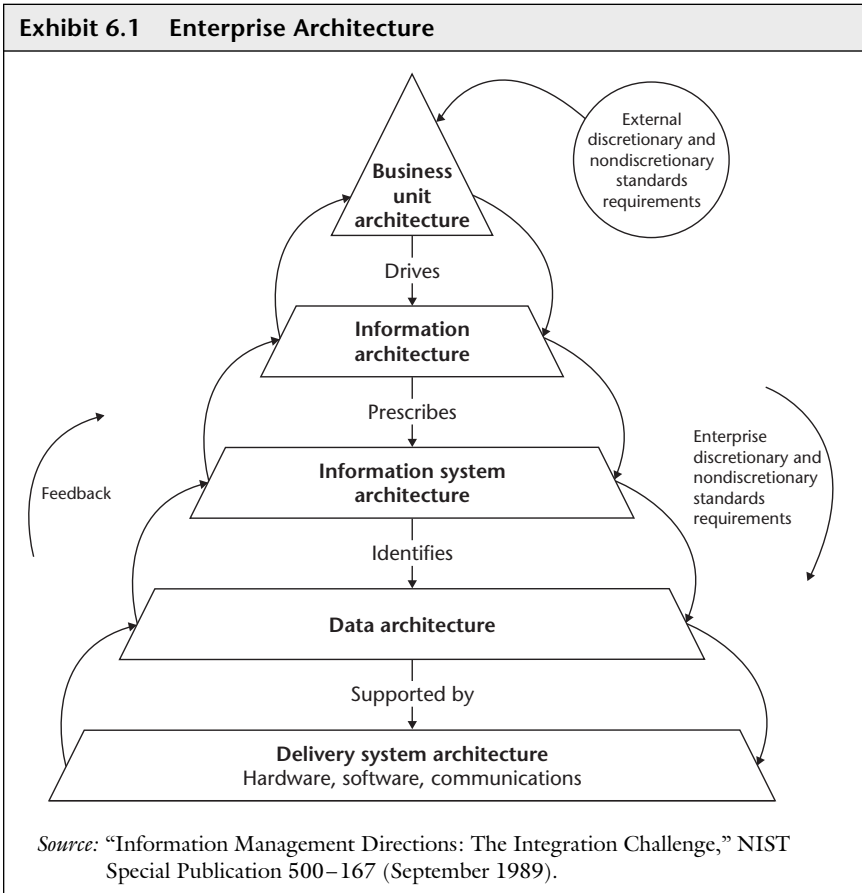 Exhibit 6.1 Enterprise Architecture
External
discretionary and
nondiscretionary
standards
requirements
Business
unit
architecture
Drives
Information
architecture
Prescribes
Information system
architecture
Enterprise
discretionary and
nondiscretionary
standards
requirements
Feedback
Identifies
Data architecture
Supported by
Delivery system architecture
Hardware, software, communications
Source: “Information Management Directions: The Integration Challenge,” NIST
Special Publication 500–167 (September 1989).